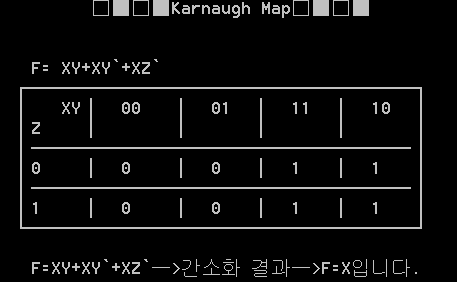 □■□■Karnaugh Map□■□■
F= XY+XY`+XZ`
XY | 00 | 01 | 11 | 10
Z
0 | 0 | 0 | 1 | 1
1 | 0 | 0 | 1 | 1
F=XY+XY`+XZ`─>간소화 결과─>F=X입니다.